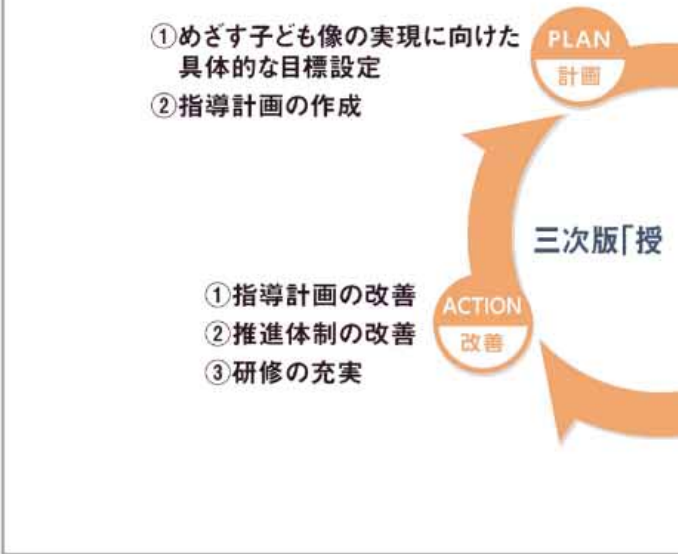 ①めざす子ども像の実現に向けた
具体的な目標設定
②指導計画の作成
PLAN
計画
三次版「授
①指導計画の改善
②推進体制の改善
③研修の充実
ACTION
改善